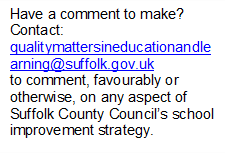 Have a comment to make?
Contact:
qualitymattersineducationandle
arning@suffolk.gov.uk
to comment, favourably or
otherwise, on any aspect of
Suffolk County Council's school
improvement strategy.